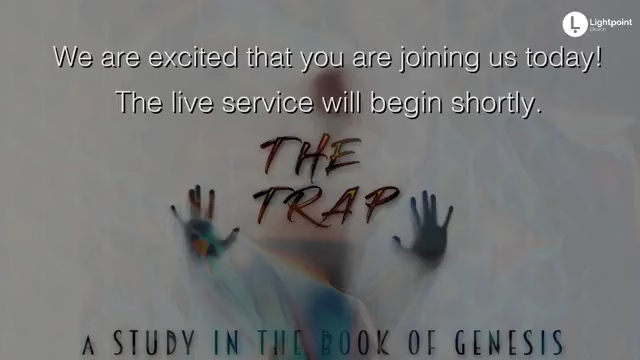 Lightpoint
Church
We are excited that you are joining us today!
The live service will begin shortly.
THE
TRAP
A STUDY IN THE BOOK OF GENESIS